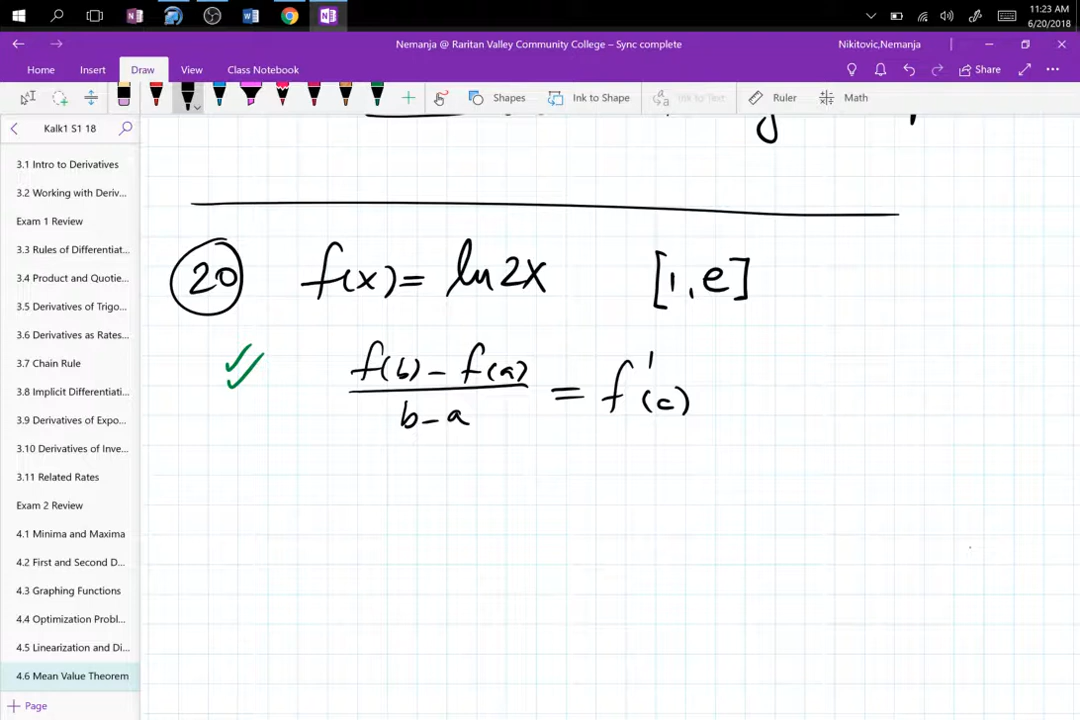 11:23 AM
6/20/2018
Nemanja @ Raritan Valley Community College – Sync complete
Nikitovic,Nemanja
Home
Insert
Draw
View
Class Notebook
Share
Shapes
Ink to Shape
Ink to Text
Ruler
Math
Kalk1 S1 18
3.1 Intro to Derivatives
3.2 Working with Deriv...
Exam 1 Review
3.3 Rules of Differentiat...
3.4 Product and Quotie...
3.5 Derivatives of Trigo...
3.6 Derivatives as Rates...
3.7 Chain Rule
3.8 Implicit Differentiati...
3.9 Derivatives of Expo...
3.10 Derivatives of Inve...
3.11 Related Rates
Exam 2 Review
4.1 Minima and Maxima
4.2 First and Second D...
4.3 Graphing Functions
4.4 Optimization Probl...
4.5 Linearization and Di...
4.6 Mean Value Theorem
+ Page
20 f(x) = ln 2x [1, e]
f(b) – f(a)
b – a
= f'(c)